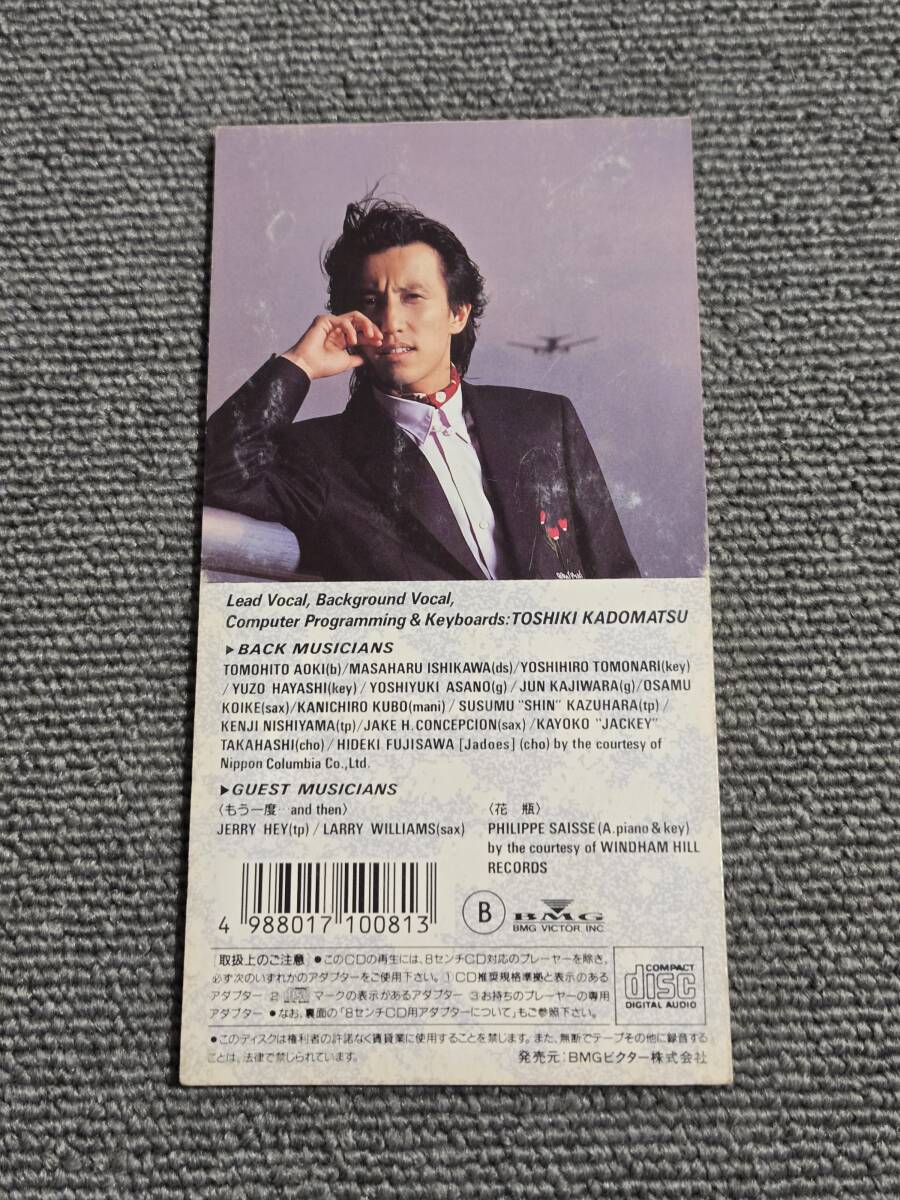 Lead Vocal, Background Vocal,
Computer Programming & Keyboards:TOSHIKI KADOMATSU
▶BACK MUSICIANS
TOMOHITO AOKI(b)/MASAHARU ISHIKAWA(ds)/YOSHIHIRO TOMONARI(key)
/YUZO HAYASHI(key)/YOSHIYUKI ASANO(g)/JUN KAJIWARA(g)/OSAMU
KOIKE(sax)/KANICHIRO KUBO(mani)/SUSUMU "SHIN" KAZUHARA(tp)/
KENJI NISHIYAMA(tp)/JAKE H.CONCEPCION(sax)/KAYOKO "JACKEY"
TAKAHASHI(cho)/HIDEKI FUJISAWA [Jadoes](cho) by the courtesy of
Nippon Columbia Co.,Ltd.
▶GUEST MUSICIANS
〈もう一度 and then〉
JERRY HEY(tp)/LARRY WILLIAMS(sax)
〈花 瓶〉
PHILIPPE SAISSE(A.piano&key)
by the courtesy of WINDHAM HILL
RECORDS
4 988017 100813
B
BMG
BMG VICTOR INC
COMPACT
disc
DIGITAL AUDIO
[取扱上のご注意]●このCDの再生には、8センチCD対応のプレーヤーを除き、
必ず次のいずれかのアダプターをご使用下さい。1 CD推奨規格準拠と表示のある
アダプター 2 マークの表示があるアダプター 3 お持ちのプレーヤーの専用
アダプター ●なお、裏面の「8センチCD用アダプターについて」もご参照下さい。
●このディスクは権利者の許諾なく賃貸業に使用することを禁じます。また、無断でテープその他に録音する
ことは、法律で禁じられています。
発売元:BMGビクター株式会社